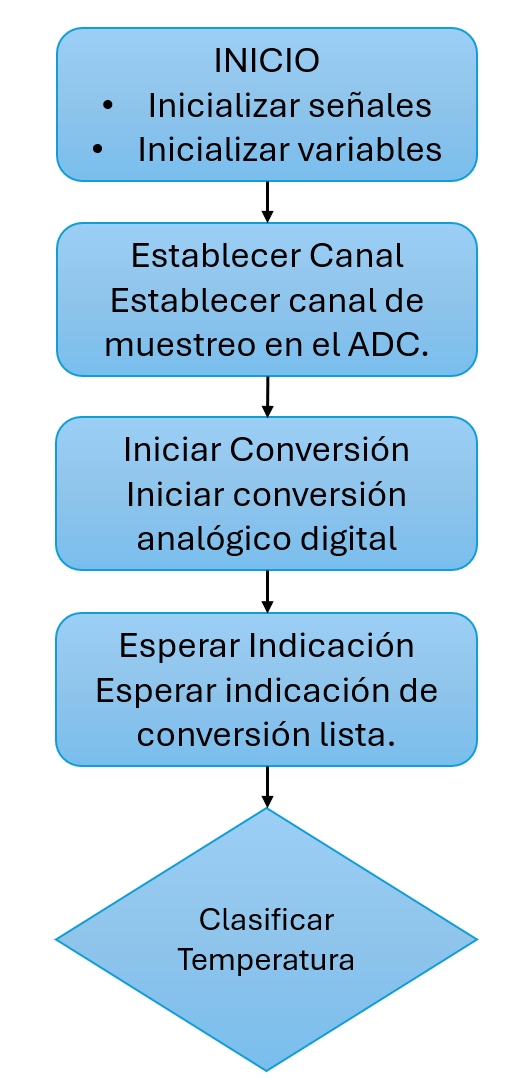 INICIO
• Inicializar señales
• Inicializar variables
Establecer Canal
Establecer canal de
muestreo en el ADC.
Iniciar Conversión
Iniciar conversión
analógico digital
Esperar Indicación
Esperar indicación de
conversión lista.
Clasificar
Temperatura